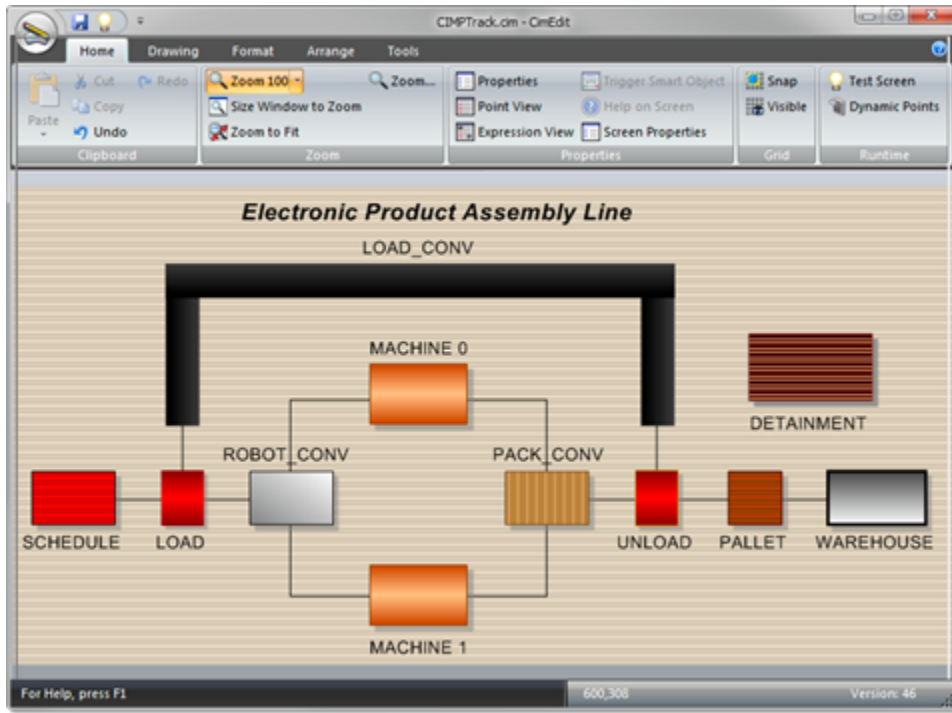 CIMPTrack.cim - CimEdit
Home Drawing Format Arrange Tools
Paste
Cut
Copy
Undo
Redo
Clipboard
Zoom 100
Size Window to Zoom
Zoom to Fit
Zoom...
Zoom
Properties
Point View
Expression View
Trigger Smart Object
Help on Screen
Screen Properties
Properties
Snap
Visible
Grid
Test Screen
Dynamic Points
Runtime
Electronic Product Assembly Line
LOAD_CONV
MACHINE 0
DETAINMENT
ROBOT_CONV
PACK_CONV
SCHEDULE
LOAD
UNLOAD
PALLET
WAREHOUSE
MACHINE 1
For Help, press F1
600,308
Version: 46